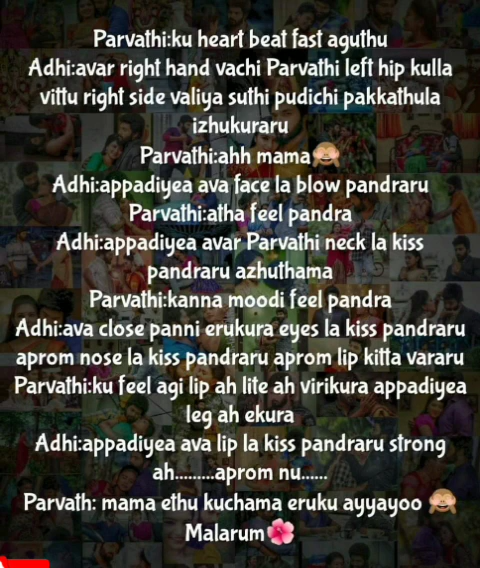 Parvathi:ku heart beat fast aguthu
Adhi:avar right hand vachi Parvathi left hip kulla
vittu right side valiya suthi pudichi pakkathula
izhukuraru
Parvathi:ahh mama🙈
Adhi:appadiyea ava face la blow pandraru
Parvathi:atha feel pandra
Adhi:appadiyea avar Parvathi neck la kiss
pandraru azhuthama
Parvathi:kanna moodi feel pandra
Adhi:ava close panni erukura eyes la kiss pandraru
aprom nose la kiss pandraru aprom lip kitta vararu
Parvathi:ku feel agi lip ah lite ah virikura appadiyea
leg ah ekura
Adhi:appadiyea ava lip la kiss pandraru strong
ah.........aprom nu......
Parvath: mama ethu kuchama eruku ayyayoo 🙈
Malarum🌺